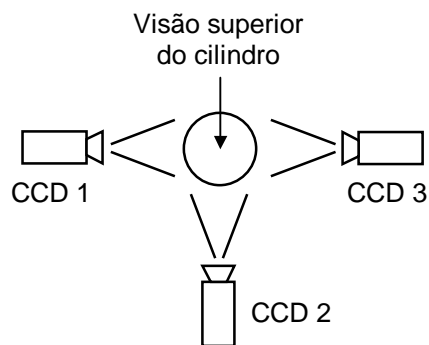 Visão superior
do cilindro
CCD 1
CCD 3
CCD 2